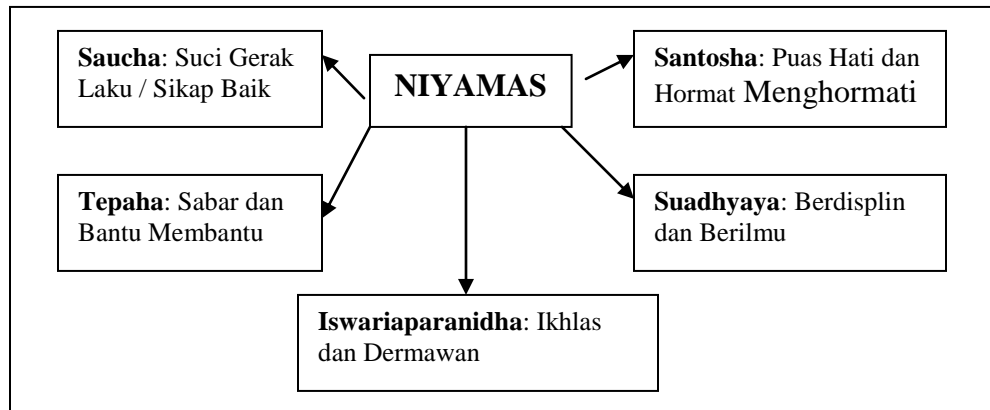 NIYAMAS
Saucha: Suci Gerak
Laku / Sikap Baik
Santosha: Puas Hati dan
Hormat Menghormati
Tepaha: Sabar dan
Bantu Membantu
Suadhyaya: Berdisplin
dan Berilmu
Iswariaparanidha: Ikhlas
dan Dermawan